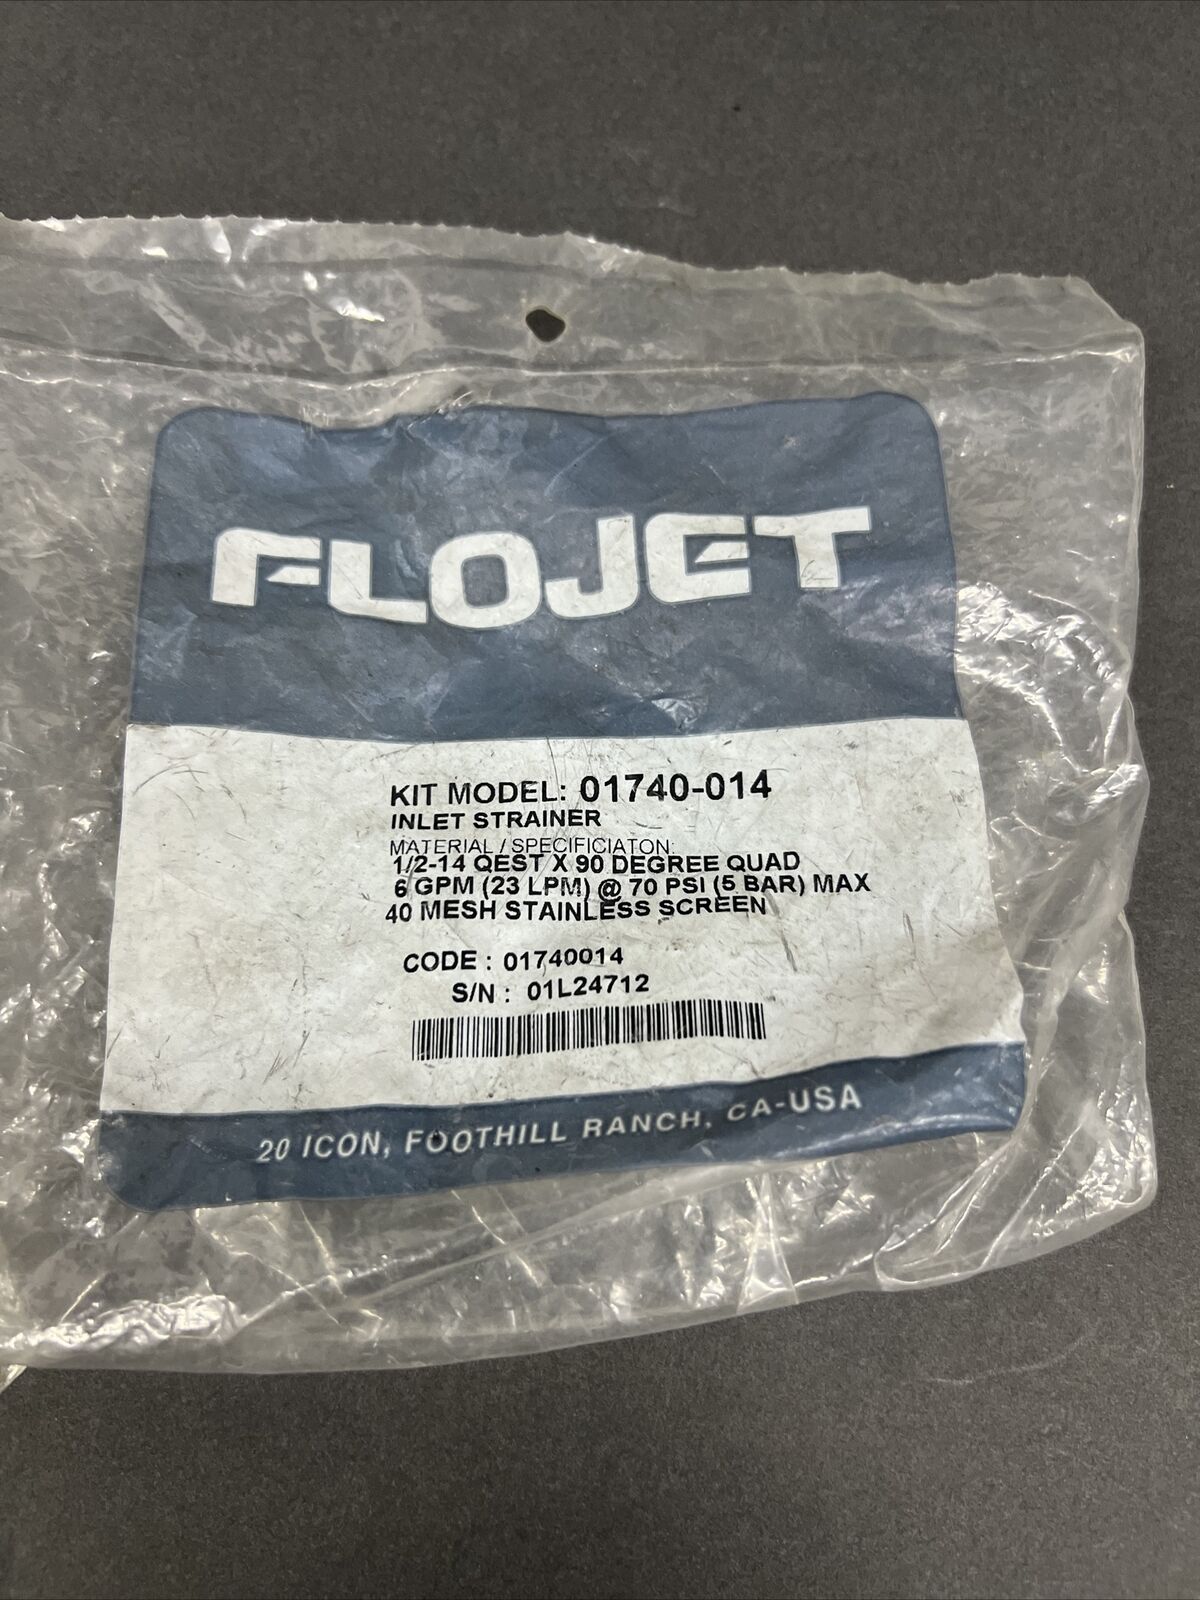 FLOJET
KIT MODEL: 01740-014
INLET STRAINER
MATERIAL / SPECIFICIATON:
1/2-14 QEST X 90 DEGREE QUAD
6 GPM (23 LPM) @ 70 PSI (5 BAR) MAX
40 MESH STAINLESS SCREEN
CODE : 01740014
S/N : 01L24712
20 ICON, FOOTHILL RANCH, CA-USA